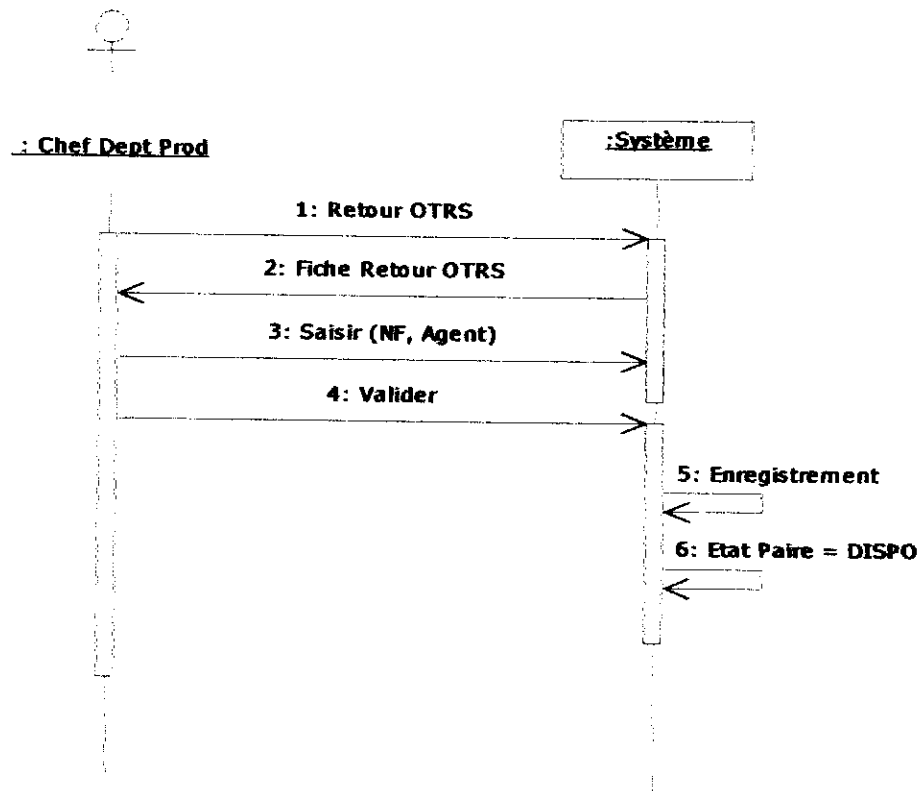 : Chef Dept Prod
:Système
1: Retour OTRS
2: Fiche Retour OTRS
3: Saisir (NF, Agent)
4: Valider
5: Enregistrement
6: Etat Paire = DISPO